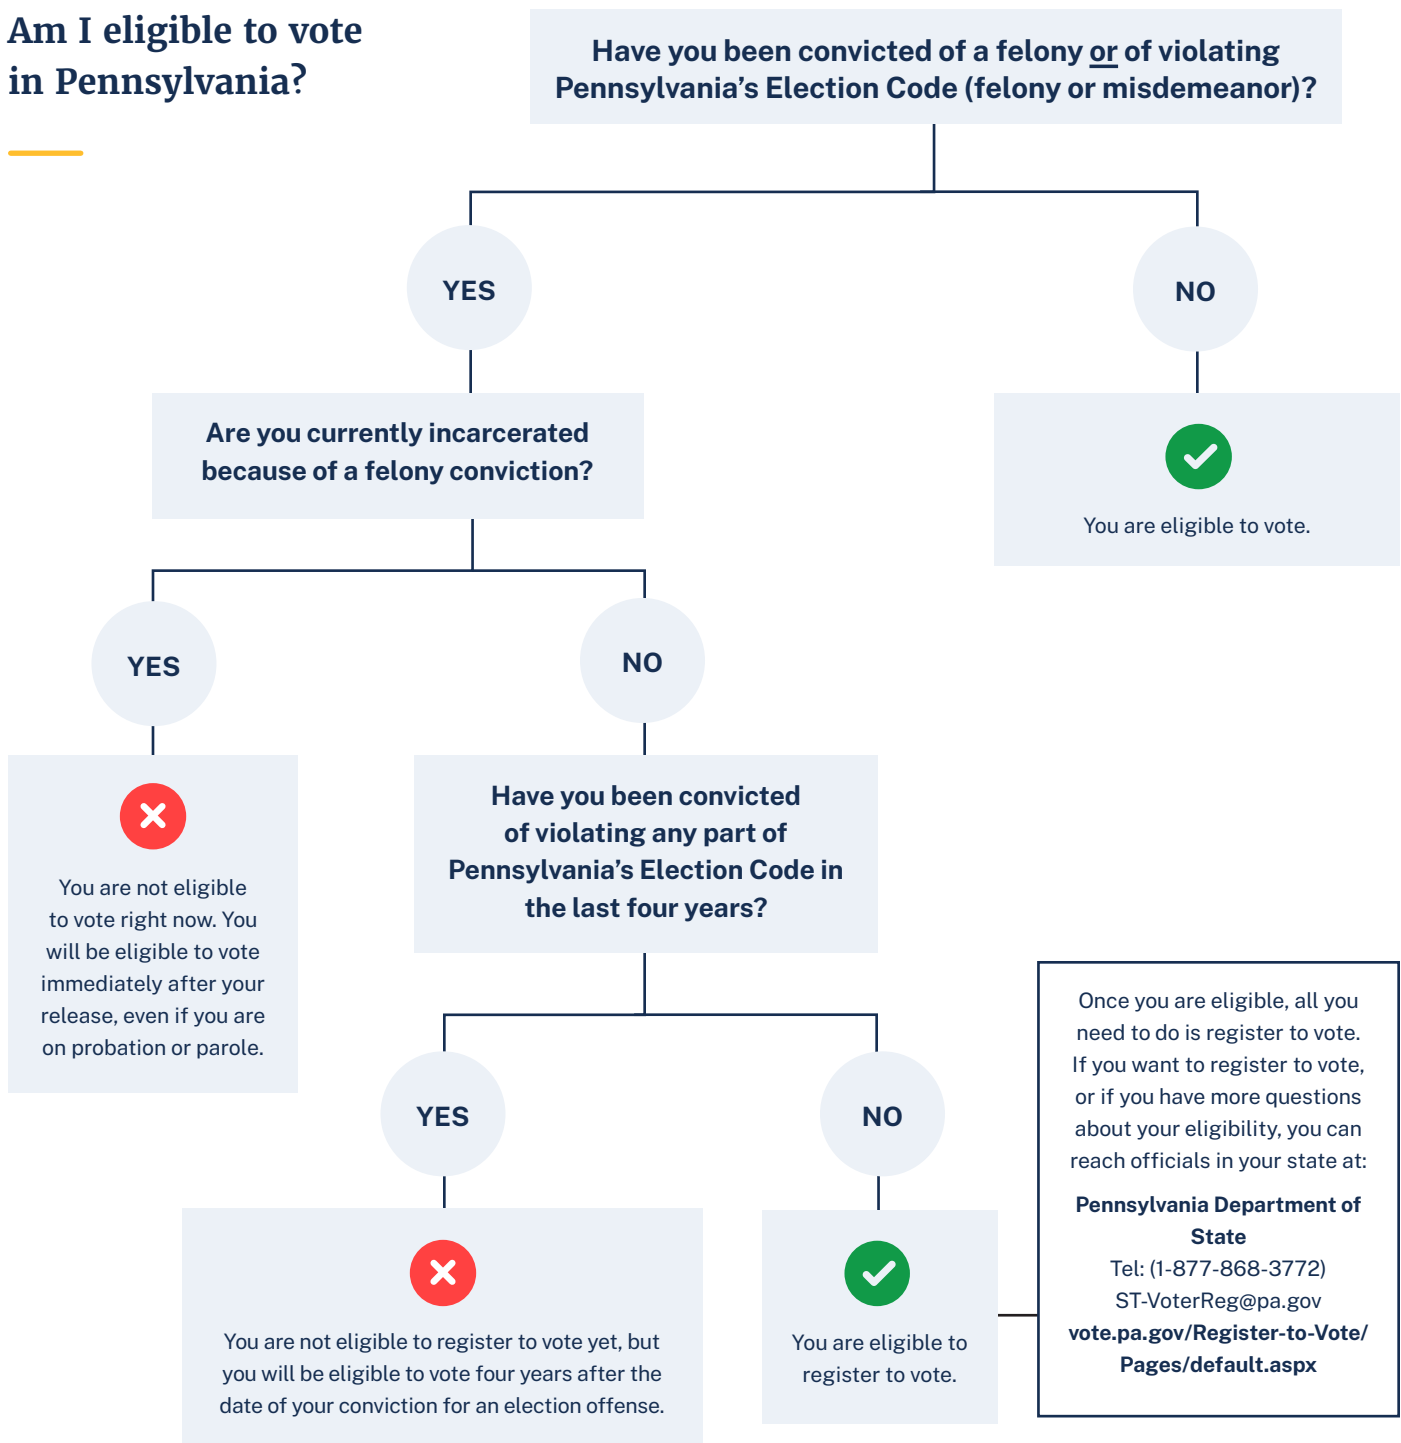 Am I eligible to vote
in Pennsylvania?
Have you been convicted of a felony or of violating
Pennsylvania’s Election Code (felony or misdemeanor)?
YES
NO
Are you currently incarcerated
because of a felony conviction?
You are eligible to vote.
YES
NO
You are not eligible
to vote right now. You
will be eligible to vote
immediately after your
release, even if you are
on probation or parole.
Have you been convicted
of violating any part of
Pennsylvania’s Election Code in
the last four years?
YES
NO
You are not eligible to register to vote yet, but
you will be eligible to vote four years after the
date of your conviction for an election offense.
You are eligible to
register to vote.
Once you are eligible, all you
need to do is register to vote.
If you want to register to vote,
or if you have more questions
about your eligibility, you can
reach officials in your state at:
Pennsylvania Department of
State
Tel: (1-877-868-3772)
ST-VoterReg@pa.gov
vote.pa.gov/Register-to-Vote/
Pages/default.aspx